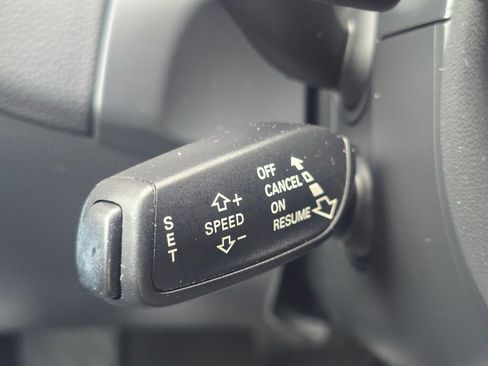 SET
+
SPEED
-
OFF
CANCEL
ON
RESUME